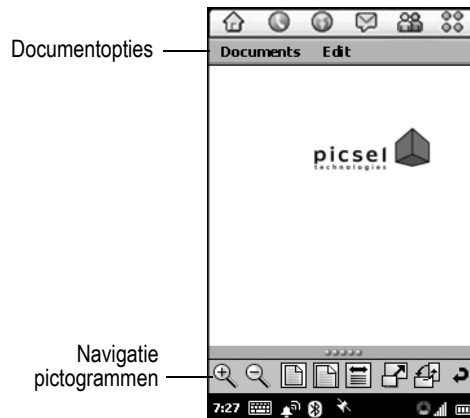 Documentopties
Documents Edit
picsel
technologies
Navigatie
pictogrammen
7:27